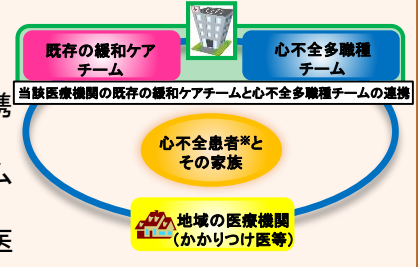 既存の緩和ケア
チーム
心不全多職種
チーム
当該医療機関の既存の緩和ケアチームと心不全多職種チームの連携
携
心不全患者※と
その家族
ム
地域の医療機関
(かかりつけ医等)
医